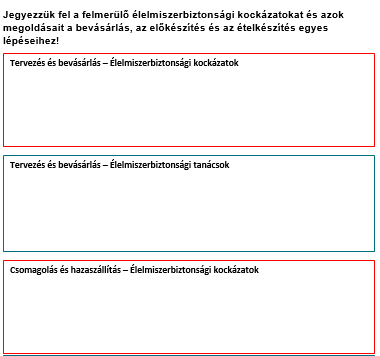 Jegyezzük fel a felmerülő élelmiszerbiztonsági kockázatokat és azok
megoldásait a bevásárlás, az előkészítés és az ételkészítés egyes
lépéseihez!
Tervezés és bevásárlás – Élelmiszerbiztonsági kockázatok
Tervezés és bevásárlás – Élelmiszerbiztonsági tanácsok
Csomagolás és hazaszállítás – Élelmiszerbiztonsági kockázatok